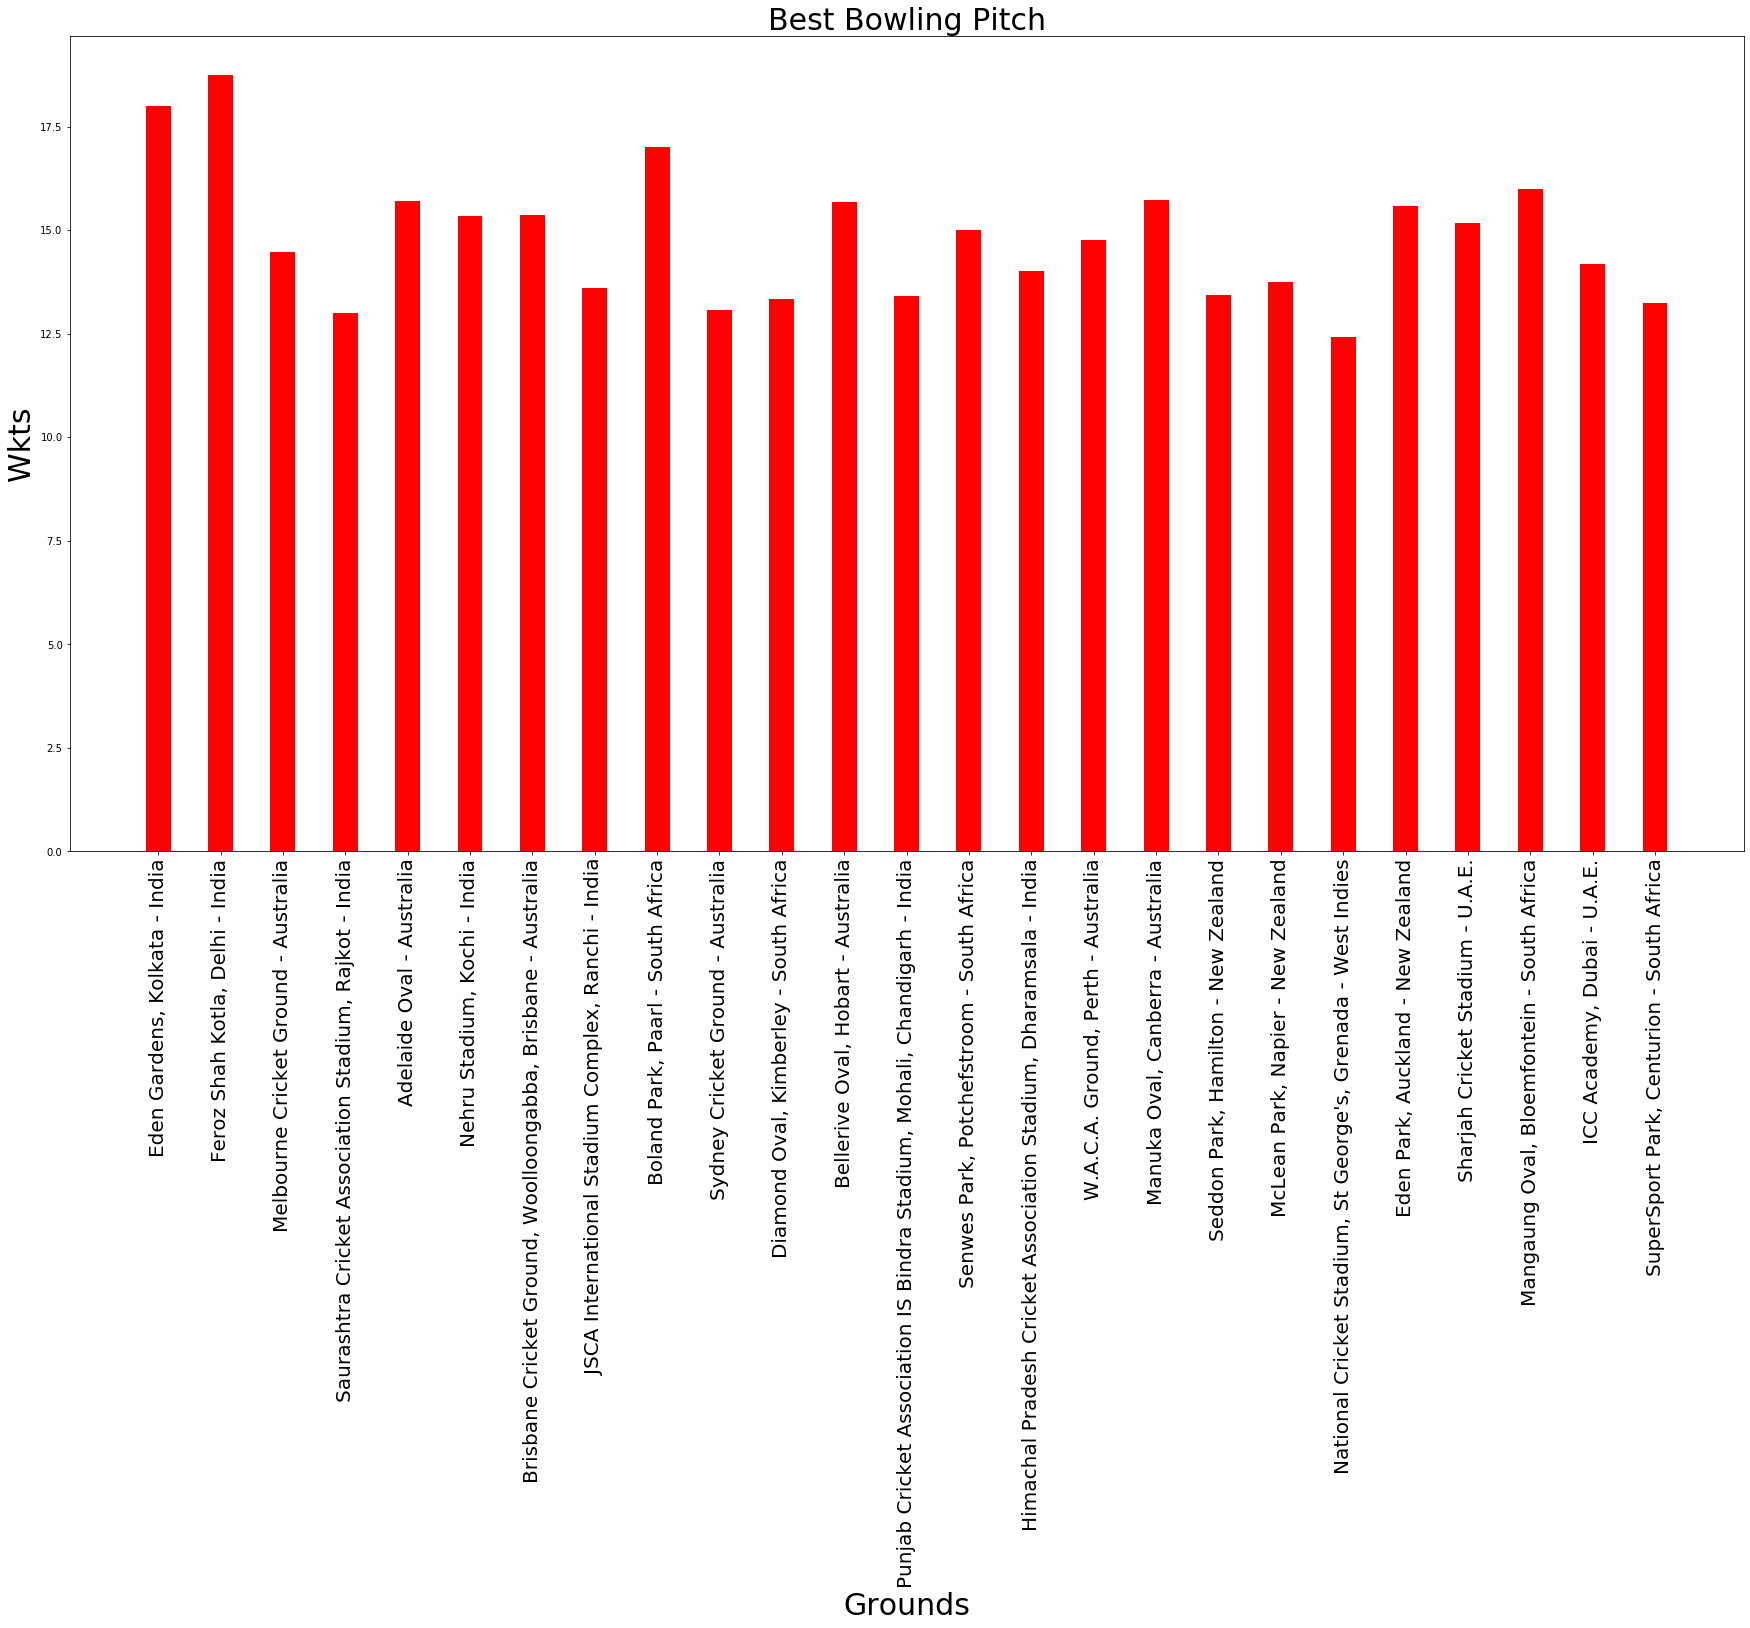 Best Bowling Pitch
Wkts
17.5
15.0
12.5
10.0
7.5
5.0
2.5
0.0
Eden Gardens, Kolkata - India
Feroz Shah Kotla, Delhi - India
Melbourne Cricket Ground - Australia
Saurashtra Cricket Association Stadium, Rajkot - India
Adelaide Oval - Australia
Nehru Stadium, Kochi - India
Brisbane Cricket Ground, Woolloongabba, Brisbane - Australia
JSCA International Stadium Complex, Ranchi - India
Boland Park, Paarl - South Africa
Sydney Cricket Ground - Australia
Diamond Oval, Kimberley - South Africa
Bellerive Oval, Hobart - Australia
Punjab Cricket Association IS Bindra Stadium, Mohali, Chandigarh - India
Senwes Park, Potchefstroom - South Africa
Himachal Pradesh Cricket Association Stadium, Dharamsala - India
W.A.C.A. Ground, Perth - Australia
Manuka Oval, Canberra - Australia
Seddon Park, Hamilton - New Zealand
McLean Park, Napier - New Zealand
National Cricket Stadium, St George's, Grenada - West Indies
Eden Park, Auckland - New Zealand
Sharjah Cricket Stadium - U.A.E.
Mangaung Oval, Bloemfontein - South Africa
ICC Academy, Dubai - U.A.E.
SuperSport Park, Centurion - South Africa
Grounds